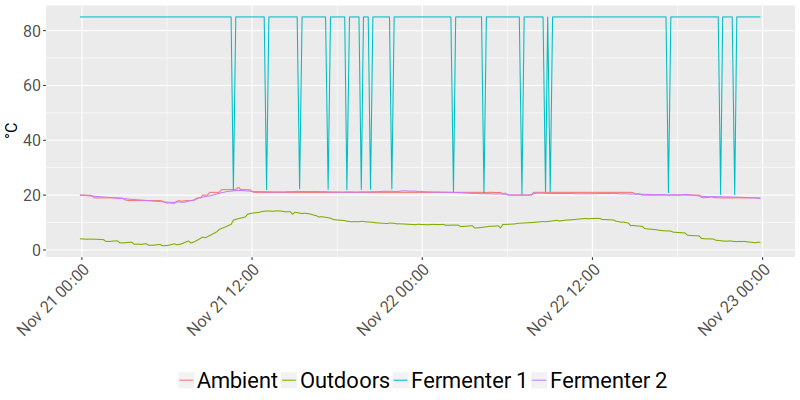 80
60
40
20
0
°C
Nov 21 00:00
Nov 21 12:00
Nov 22 00:00
Nov 22 12:00
Nov 23 00:00
Ambient Outdoors Fermenter 1 Fermenter 2